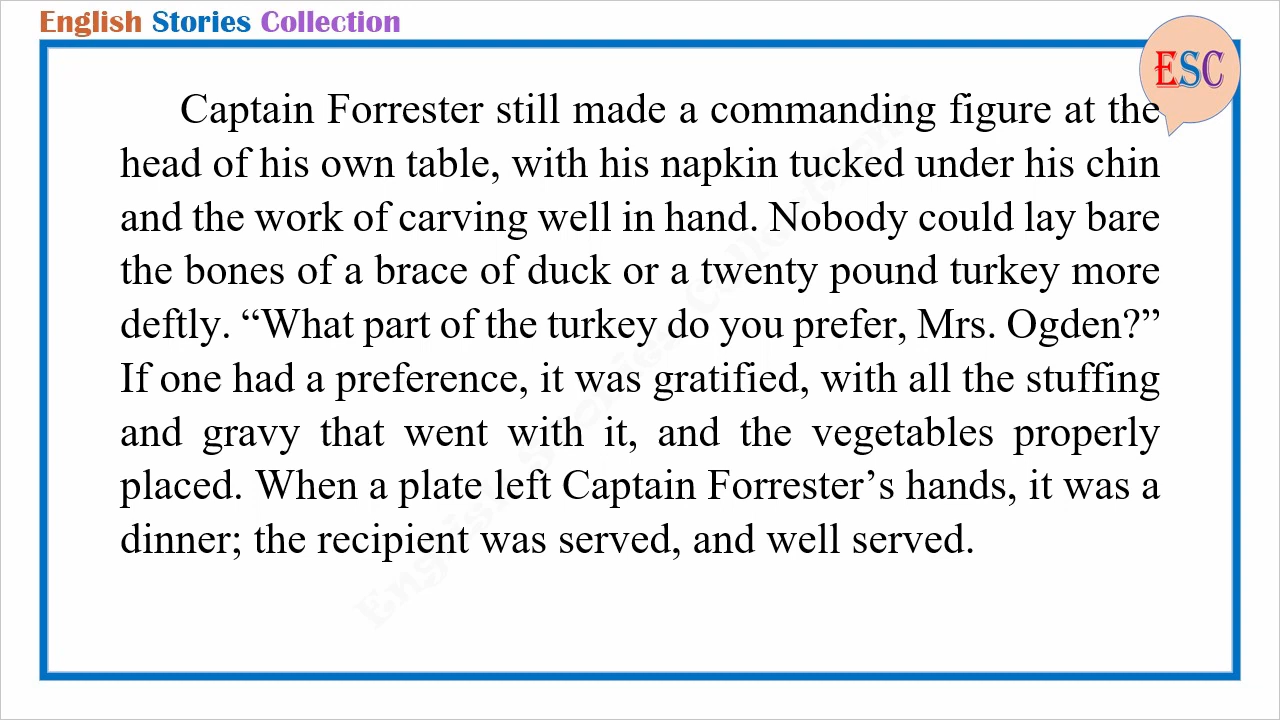 English Stories Collection
ESC
Captain Forrester still made a commanding figure at the
head of his own table, with his napkin tucked under his chin
and the work of carving well in hand. Nobody could lay bare
the bones of a brace of duck or a twenty pound turkey more
deftly. “What part of the turkey do you prefer, Mrs. Ogden?”
If one had a preference, it was gratified, with all the stuffing
and gravy that went with it, and the vegetables properly
placed. When a plate left Captain Forrester’s hands, it was a
dinner; the recipient was served, and well served.
English Stories Collection